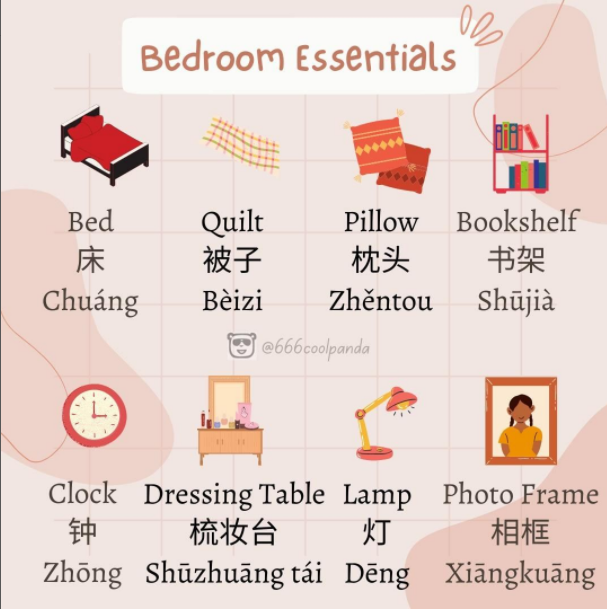 Bedroom Essentials
Bed
床
Chuáng
Quilt
被子
Bèizi
Pillow
枕头
Zhěntou
Bookshelf
书架
Shūjià
@666coolpanda
Clock
钟
Zhōng
Dressing Table
梳妆台
Shūzhuāng tái
Lamp
灯
Dēng
Photo Frame
相框
Xiāngkuāng